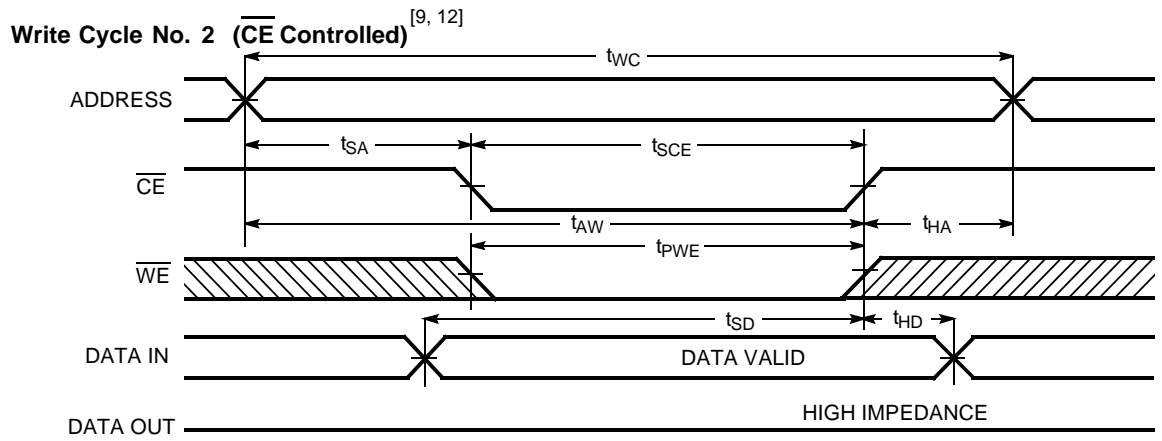 Write Cycle No. 2 (CE Controlled) [9, 12]
tWC
ADDRESS
tSA tSCE
CE
tAW tHA
tPWE
WE
tSD tHD
DATA IN DATA VALID
HIGH IMPEDANCE
DATA OUT